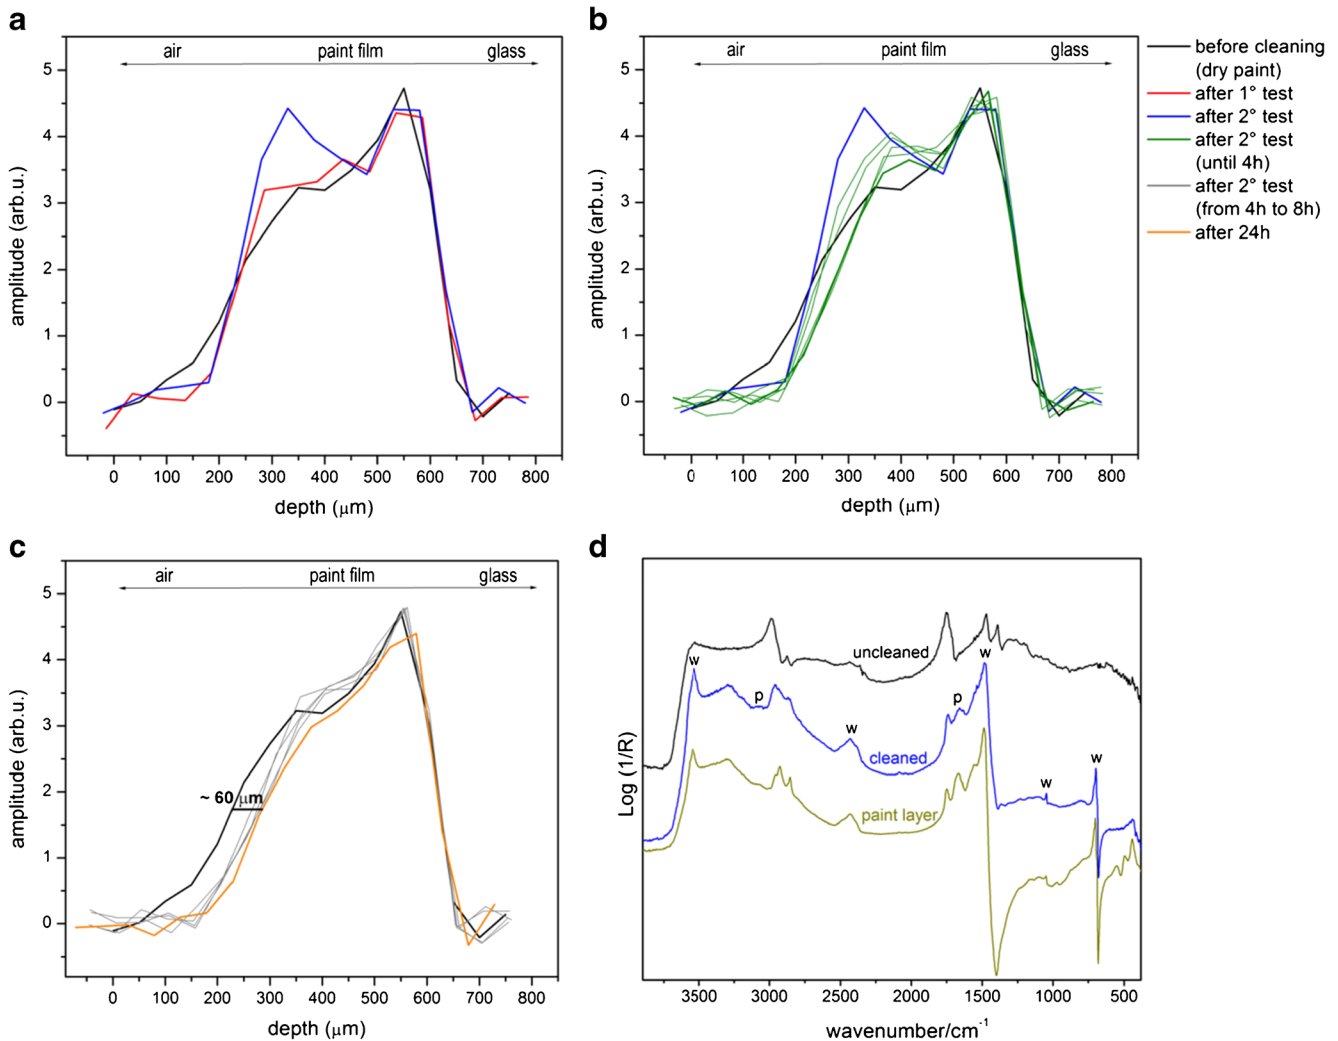 a
air paint film glass
5
4
3
2
1
0
amplitude (arb.u.)
0 100 200 300 400 500 600 700 800
depth (μm)
b
air paint film glass
5
4
3
2
1
0
amplitude (arb.u.)
0 100 200 300 400 500 600 700 800
depth (μm)
before cleaning
(dry paint)
after 1° test
after 2° test
after 2° test
(until 4h)
after 2° test
(from 4h to 8h)
after 24h
c
air paint film glass
5
4
3
2
1
0
amplitude (arb.u.)
~ 60 μm
0 100 200 300 400 500 600 700 800
depth (μm)
d
Log (1/R)
uncleaned
w w
p p
w
cleaned
w w
paint layer
3500 3000 2500 2000 1500 1000 500
wavenumber/cm-1